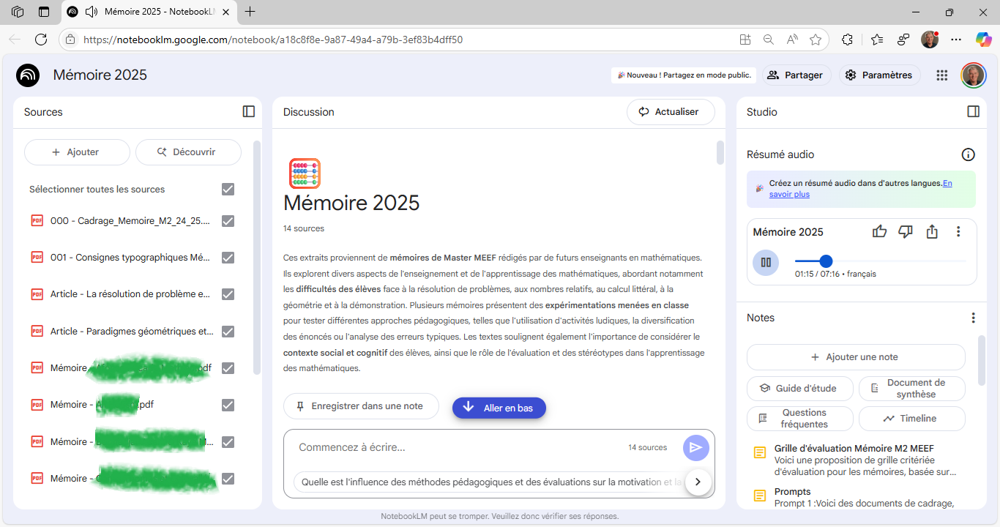 Mémoire 2025 - NotebookLM
https://notebooklm.google.com/notebook/a18c8f8e-9a87-49a4-a79b-3ef83b4dff50
Mémoire 2025
🎉 Nouveau ! Partagez en mode public.
Partager
Paramètres
Sources
+ Ajouter
Découvrir
Sélectionner toutes les sources
PDF 000 - Cadrage_Memoire_M2_24_25....
PDF 001 - Consignes typographiques Mé...
PDF Article - La résolution de problème e...
PDF Article - Paradigmes géométriques et...
PDF Mémoire - pdf
PDF Mémoire - .pdf
PDF Mémoire - M...
PDF Mémoire -
Discussion
Actualiser
Mémoire 2025
14 sources
Ces extraits proviennent de mémoires de Master MEEF rédigés par de futurs enseignants en mathématiques.
Ils explorent divers aspects de l'enseignement et de l'apprentissage des mathématiques, abordant notamment
les difficultés des élèves face à la résolution de problèmes, aux nombres relatifs, au calcul littéral, à la
géométrie et à la démonstration. Plusieurs mémoires présentent des expérimentations menées en classe
pour tester différentes approches pédagogiques, telles que l'utilisation d'activités ludiques, la diversification
des énoncés ou l'analyse des erreurs typiques. Les textes soulignent également l'importance de considérer le
contexte social et cognitif des élèves, ainsi que le rôle de l'évaluation et des stéréotypes dans l'apprentissage
des mathématiques.
Enregistrer dans une note
Aller en bas
Commencez à écrire...
14 sources
Quelle est l'influence des méthodes pédagogiques et des évaluations sur la motivation et la
NotebookLM peut se tromper. Veuillez donc vérifier ses réponses.
Studio
Résumé audio
🎉 Créez un résumé audio dans d'autres langues.En
savoir plus
Mémoire 2025
01:15 / 07:16 • français
Notes
+ Ajouter une note
Guide d'étude
Document de
synthèse
Questions
fréquentes
Timeline
Grille d'évaluation Mémoire M2 MEEF
Voici une proposition de grille critériée
d'évaluation pour les mémoires, basée sur...
Prompts
Prompt 1 :Voici des documents de cadrage,